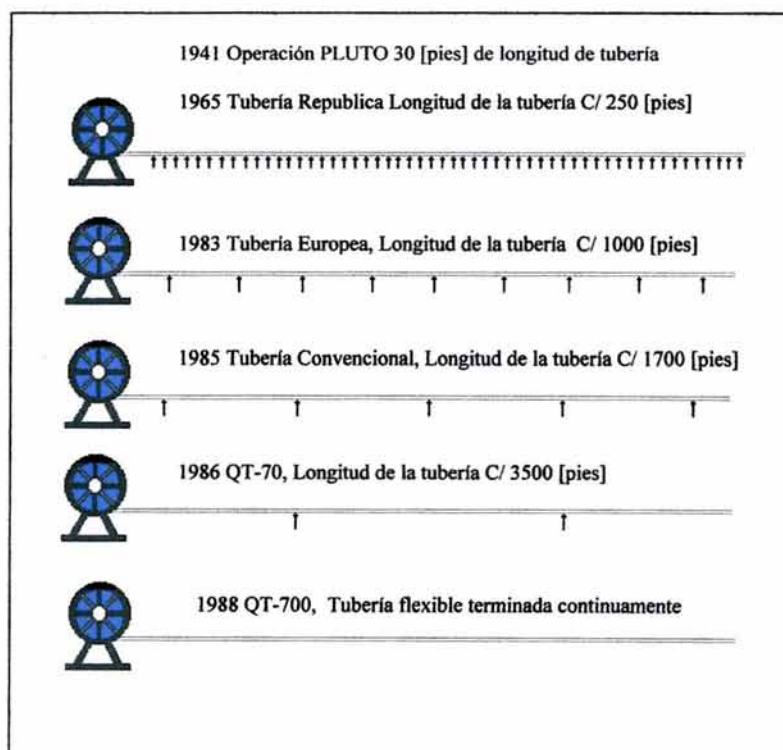 1941 Operación PLUTO 30 [pies] de longitud de tubería
1965 Tubería Republica Longitud de la tubería C/ 250 [pies]
1983 Tubería Europea, Longitud de la tubería C/ 1000 [pies]
1985 Tubería Convencional, Longitud de la tubería C/ 1700 [pies]
1986 QT-70, Longitud de la tubería C/ 3500 [pies]
1988 QT-700, Tubería flexible terminada continuamente